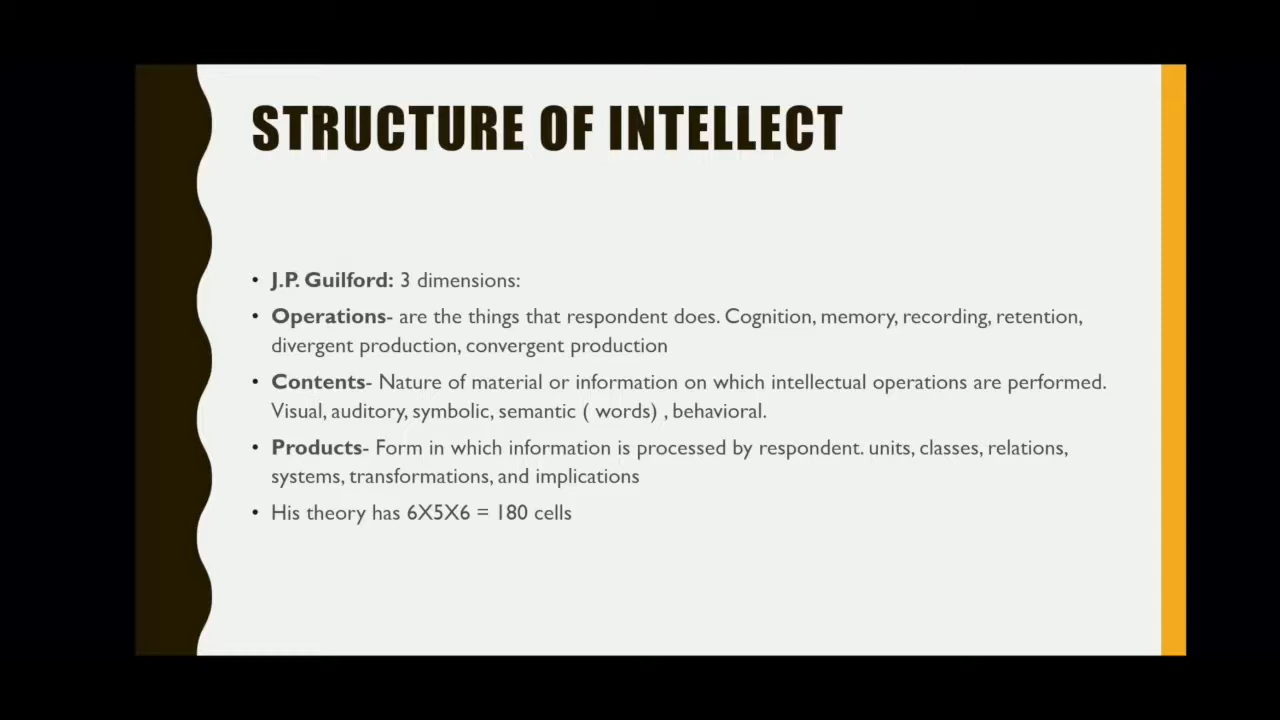 STRUCTURE OF INTELLECT
• J.P. Guilford: 3 dimensions:
• Operations- are the things that respondent does. Cognition, memory, recording, retention,
divergent production, convergent production
• Contents- Nature of material or information on which intellectual operations are performed.
Visual, auditory, symbolic, semantic ( words) , behavioral.
• Products- Form in which information is processed by respondent. units, classes, relations,
systems, transformations, and implications
• His theory has 6X5X6 = 180 cells